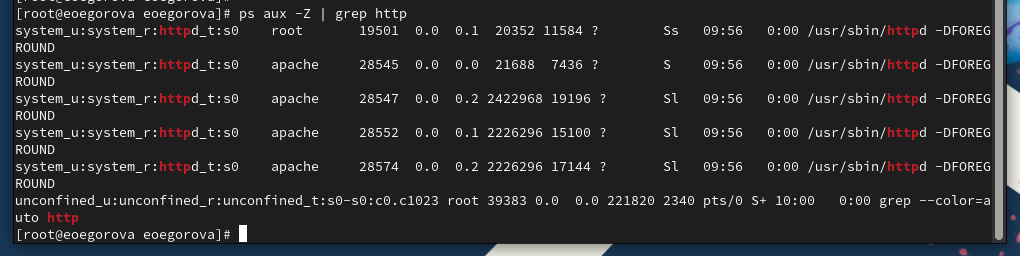 [root@eoegorova eoegorova]# ps aux -Z | grep http
system_u:system_r:httpd_t:s0    root       19501  0.0  0.1  20352 11584 ?        Ss   09:56   0:00 /usr/sbin/httpd -DFOREG
ROUND
system_u:system_r:httpd_t:s0    apache     28545  0.0  0.0  21688  7436 ?        S    09:56   0:00 /usr/sbin/httpd -DFOREG
ROUND
system_u:system_r:httpd_t:s0    apache     28547  0.0  0.2 2422968 19196 ?       Sl   09:56   0:00 /usr/sbin/httpd -DFOREG
ROUND
system_u:system_r:httpd_t:s0    apache     28552  0.0  0.1 2226296 15100 ?       Sl   09:56   0:00 /usr/sbin/httpd -DFOREG
ROUND
system_u:system_r:httpd_t:s0    apache     28574  0.0  0.2 2226296 17144 ?       Sl   09:56   0:00 /usr/sbin/httpd -DFOREG
ROUND
unconfined_u:unconfined_r:unconfined_t:s0-s0:c0.c1023 root 39383 0.0  0.0 221820 2340 pts/0 S+ 10:00   0:00 grep --color=a
uto http
[root@eoegorova eoegorova]#